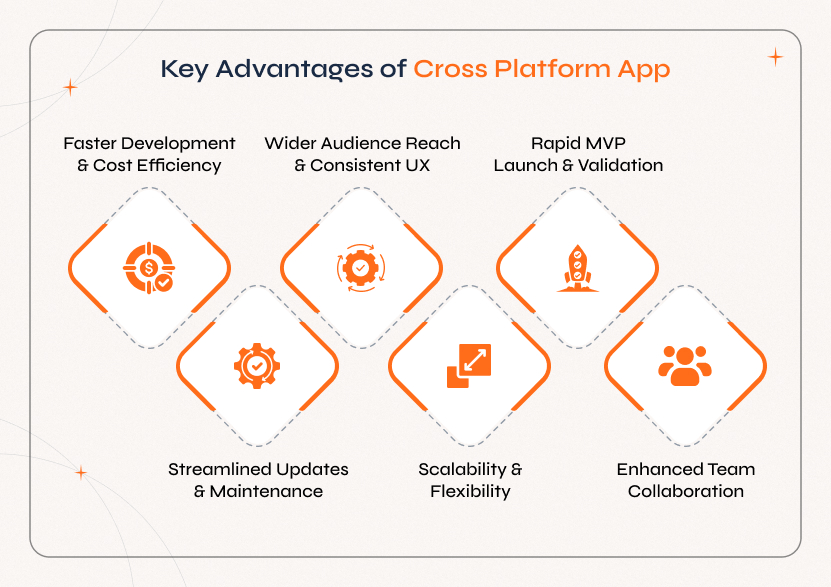 Key Advantages of Cross Platform App
Faster Development
& Cost Efficiency
Wider Audience Reach
& Consistent UX
Rapid MVP
Launch & Validation
$
Streamlined Updates
& Maintenance
Scalability &
Flexibility
Enhanced Team
Collaboration